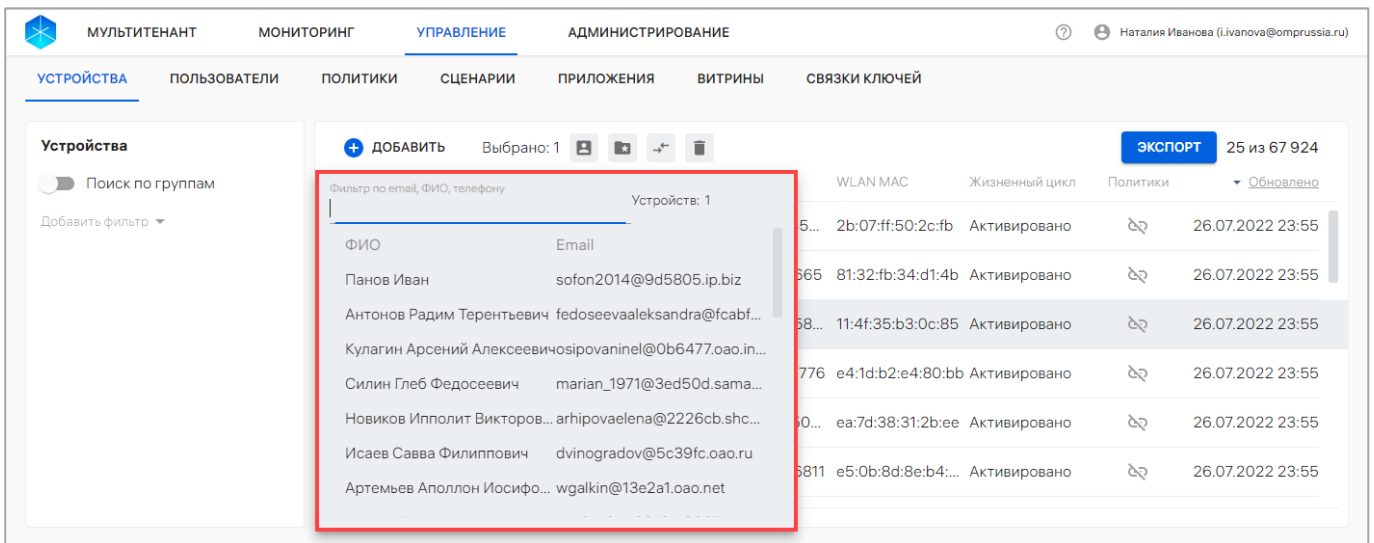 МУЛЬТИТЕНАНТ МОНИТОРИНГ УПРАВЛЕНИЕ АДМИНИСТРИРОВАНИЕ Наталия Иванова (i.ivanova@omprussia.ru)
УСТРОЙСТВА ПОЛЬЗОВАТЕЛИ ПОЛИТИКИ СЦЕНАРИИ ПРИЛОЖЕНИЯ ВИТРИНЫ СВЯЗКИ КЛЮЧЕЙ
Устройства
Поиск по группам
Добавить фильтр
ДОБАВИТЬ Выбрано: 1 ЭКСПОРТ 25 из 67 924
Фильтр по email, ФИО, телефону
Устройств: 1
ФИО Email
Панов Иван sofon2014@9d5805.ip.biz
Антонов Радим Терентьевич fedoseevaaleksandra@fcabf...
Кулагин Арсений Алексеевич osipovaninel@0b6477.oao.in...
Силин Глеб Федосеевич marian_1971@3ed50d.sama...
Новиков Ипполит Викторов... arhipovaelena@2226cb.shc...
Исаев Савва Филиппович dvinogradov@5c39fc.oao.ru
Артемьев Аполлон Иосифо... wgalkin@13e2a1.oao.net
WLAN MAC Жизненный цикл Политики Обновлено
5... 2b:07:ff:50:2c:fb Активировано 26.07.2022 23:55
665 81:32:fb:34:d1:4b Активировано 26.07.2022 23:55
58... 11:4f:35:b3:0c:85 Активировано 26.07.2022 23:55
776 e4:1d:b2:e4:80:bb Активировано 26.07.2022 23:55
50... ea:7d:38:31:2b:ee Активировано 26.07.2022 23:55
6811 e5:0b:8d:8e:b4:... Активировано 26.07.2022 23:55